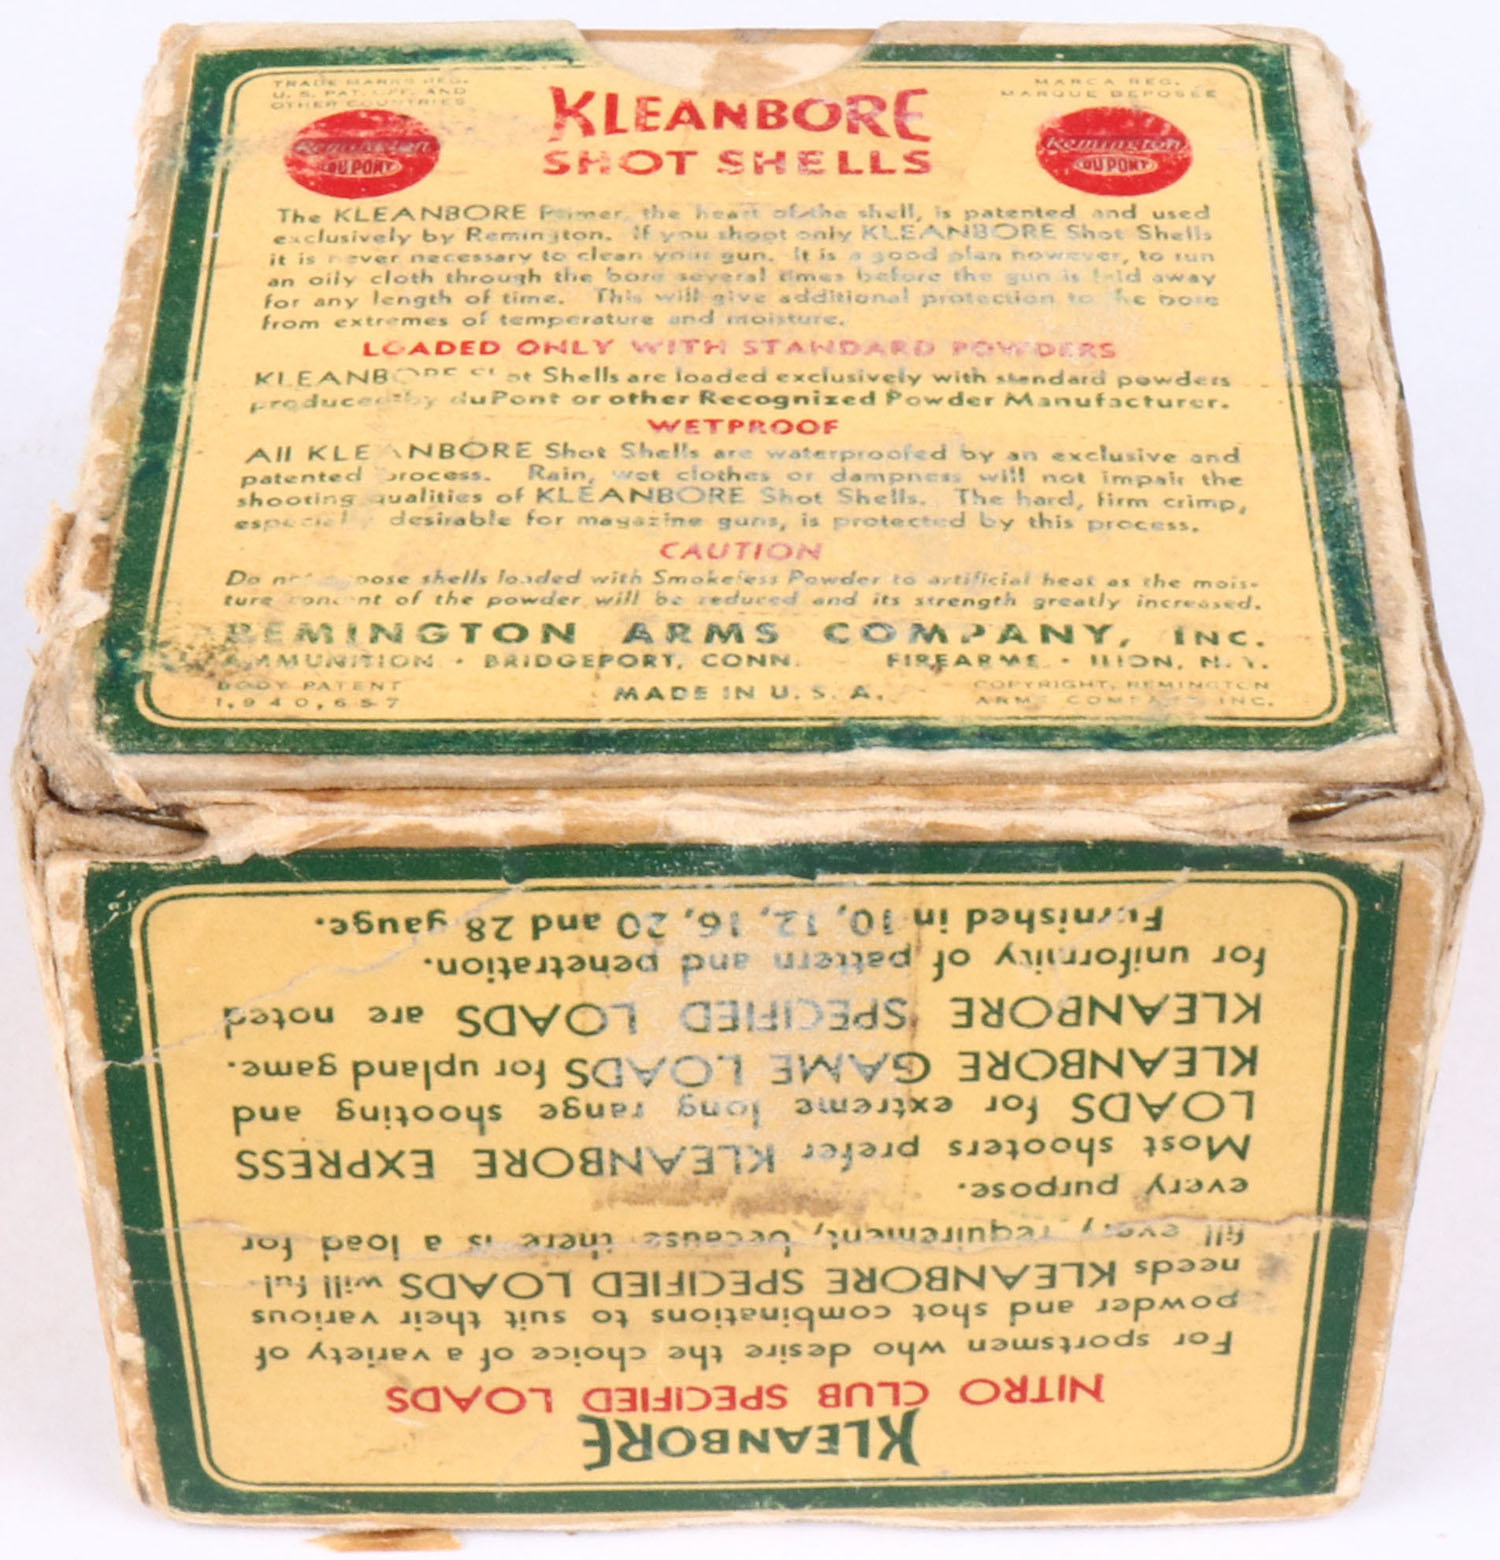 TRADE MARKS REG.
U. S. PAT. OFF. AND
OTHER COUNTRIES
MARCA REG.
MARQUE DEPOSEE
KLEANBORE
SHOT SHELLS
Remington
DU PONT
Remington
DU PONT
The KLEANBORE Primer, the heart of the shell, is patented and used
exclusively by Remington. If you shoot only KLEANBORE Shot Shells
it is never necessary to clean your gun. It is a good plan however, to run
an oily cloth through the bore several times before the gun is laid away
for any length of time. This will give additional protection to the bore
from extremes of temperature and moisture.
LOADED ONLY WITH STANDARD POWDERS
KLEANBORE Shot Shells are loaded exclusively with standard powders
produced by duPont or other Recognized Powder Manufacturer.
WETPROOF
All KLEANBORE Shot Shells are waterproofed by an exclusive and
patented process. Rain, wet clothes or dampness will not impair the
shooting qualities of KLEANBORE Shot Shells. The hard, firm crimp,
especially desirable for magazine guns, is protected by this process.
CAUTION
Do not expose shells loaded with Smokeless Powder to artificial heat as the mois-
ture content of the powder will be reduced and its strength greatly increased.
REMINGTON ARMS COMPANY, INC.
AMMUNITION • BRIDGEPORT, CONN. FIREARMS • ILION, N. Y.
BODY PATENT
1,940,657
MADE IN U. S. A.
COPYRIGHT, REMINGTON
ARMS COMPANY INC.
KLEANBORE
NITRO CLUB SPECIFIED LOADS
For sportsmen who desire the choice of a variety of
powder and shot combinations to suit their various
needs KLEANBORE SPECIFIED LOADS will ful-
fill every requirement, because there is a load for
every purpose.
Most shooters prefer KLEANBORE EXPRESS
LOADS for extreme long range shooting and
KLEANBORE GAME LOADS for upland game.
KLEANBORE SPECIFIED LOADS are noted
for uniformity of pattern and penetration.
Furnished in 10, 12, 16, 20 and 28 gauge.